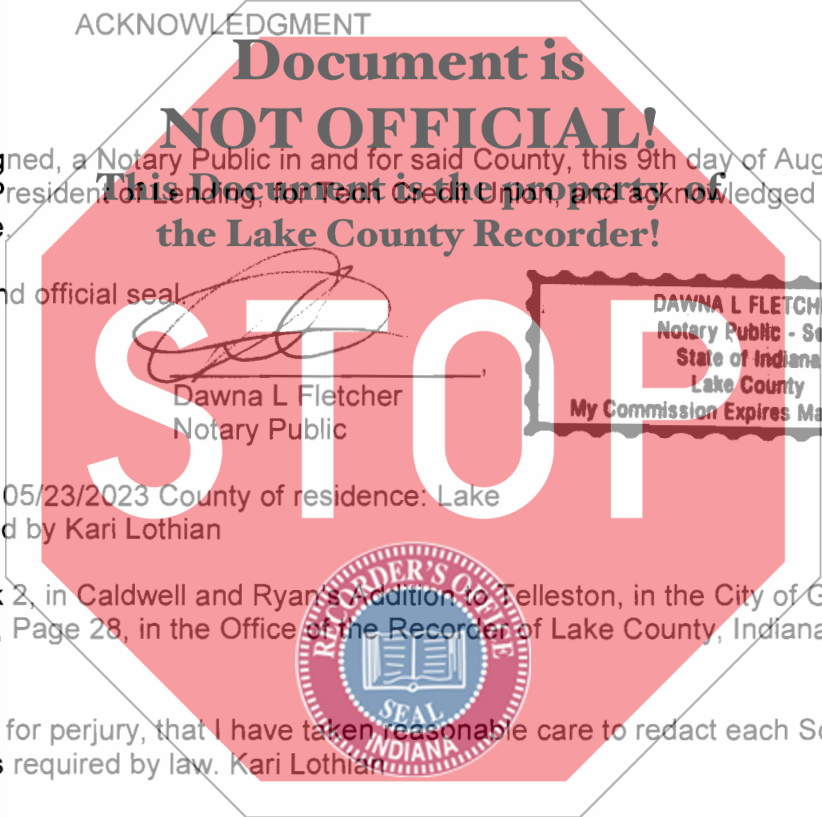 ACKNOWLEDGMENT
Document is
NOT OFFICIAL!
gned, a Notary Public in and for said County, this 9th day of Aug
resident of Lending, for Tech Credit Union, and acknowledged
This Document is the property of
e.
the Lake County Recorder!
nd official seal.
DAWNA L FLETCH
Notary Public - Se
State of Indiana
Lake County
My Commission Expires Ma
STOP
Dawna L Fletcher
Notary Public
05/23/2023 County of residence: Lake
d by Kari Lothian
2, in Caldwell and Ryan's Addition to Telleston, in the City of G
, Page 28, in the Office of the Recorder of Lake County, Indiana
RECORDER'S OFFICE
SEAL
INDIANA
for perjury, that I have taken reasonable care to redact each So
s required by law. Kari Lothian